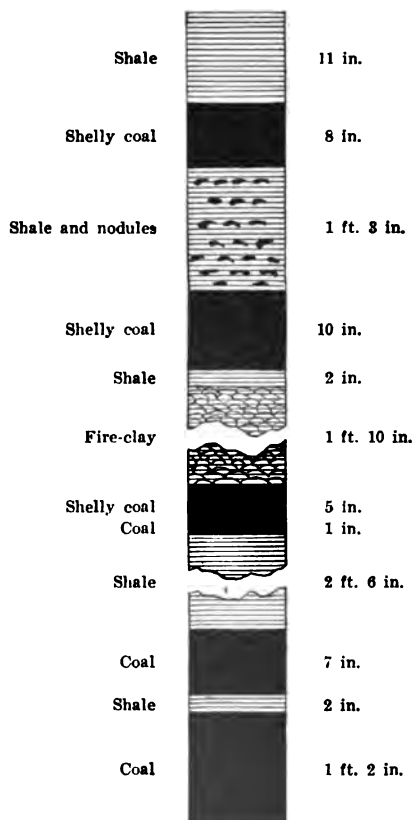 Shale 11 in.
Shelly coal 8 in.
Shale and nodules 1 ft. 3 in.
Shelly coal 10 in.
Shale 2 in.
Fire-clay 1 ft. 10 in.
Shelly coal 5 in.
Coal 1 in.
Shale 2 ft. 6 in.
Coal 7 in.
Shale 2 in.
Coal 1 ft. 2 in.